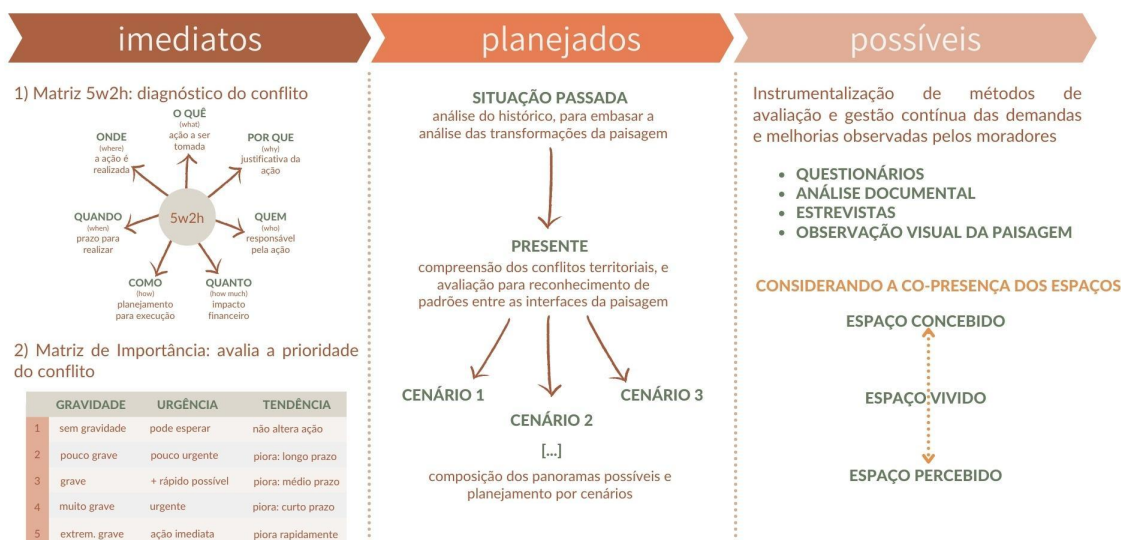 imediatos
1) Matriz 5w2h: diagnóstico do conflito
O QUÊ
(what)
ação a ser
tomada
ONDE
(where)
a ação é
realizada
POR QUE
(why)
justificativa da
ação
5w2h
QUANDO
(when)
prazo para
realizar
QUEM
(who)
responsável
pela ação
COMO
(how)
planejamento
para execução
QUANTO
(how much)
impacto
financeiro
2) Matriz de Importância: avalia a prioridade
do conflito
GRAVIDADE URGÊNCIA TENDÊNCIA
1 sem gravidade pode esperar não altera ação
2 pouco grave pouco urgente piora: longo prazo
3 grave + rápido possível piora: médio prazo
4 muito grave urgente piora: curto prazo
5 extrem. grave ação imediata piora rapidamente
planejados
SITUAÇÃO PASSADA
análise do histórico, para embasar a
análise das transformações da paisagem
PRESENTE
compreensão dos conflitos territoriais, e
avaliação para reconhecimento de
padrões entre as interfaces da paisagem
CENÁRIO 1
CENÁRIO 3
CENÁRIO 2
[...]
composição dos panoramas possíveis e
planejamento por cenários
possíveis
Instrumentalização de métodos de
avaliação e gestão contínua das demandas
e melhorias observadas pelos moradores
• QUESTIONÁRIOS
• ANÁLISE DOCUMENTAL
• ESTREVISTAS
• OBSERVAÇÃO VISUAL DA PAISAGEM
CONSIDERANDO A CO-PRESENÇA DOS ESPAÇOS
ESPAÇO CONCEBIDO
ESPAÇO VIVIDO
ESPAÇO PERCEBIDO